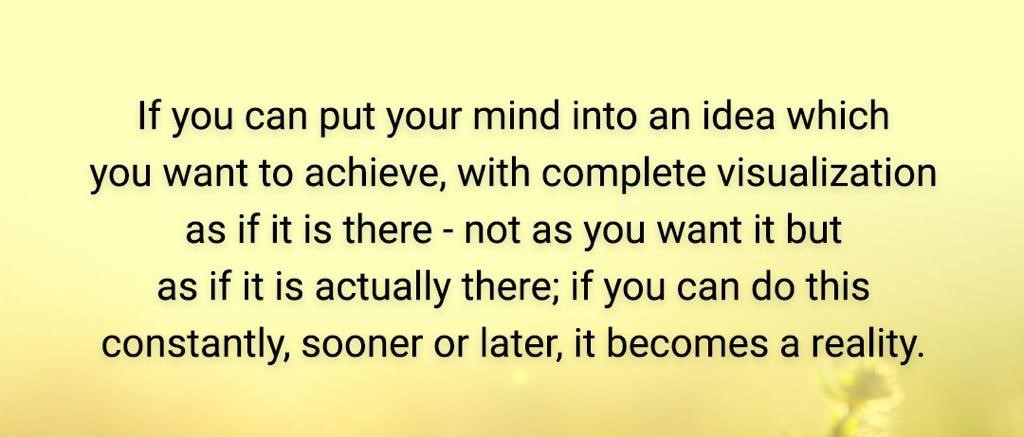 If you can put your mind into an idea which
you want to achieve, with complete visualization
as if it is there - not as you want it but
as if it is actually there; if you can do this
constantly, sooner or later, it becomes a reality.